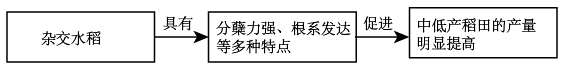 杂交水稻
具有
分蘖力强、根系发达
等多种特点
促进
中低产稻田的产量
明显提高